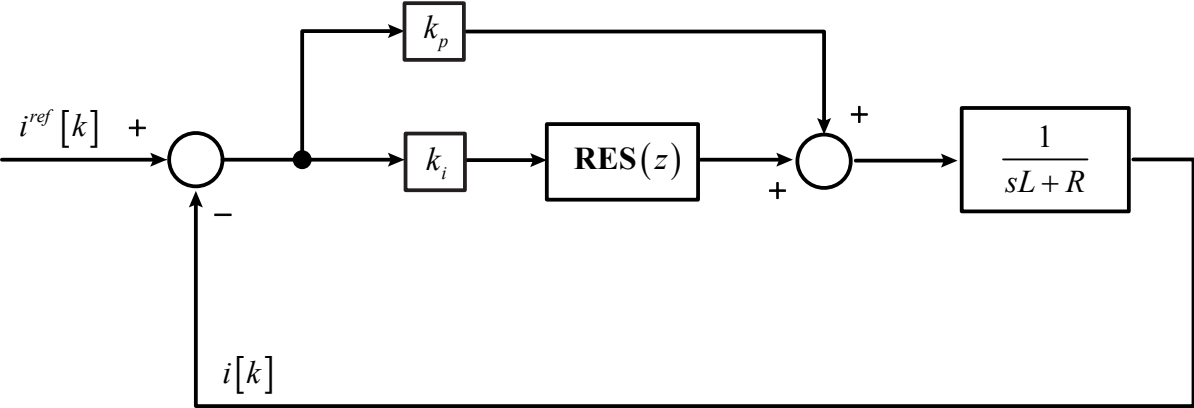 k_p
i^{ref}[k] +
+
k_i
RES(z)
+
1
sL + R
−
i[k]